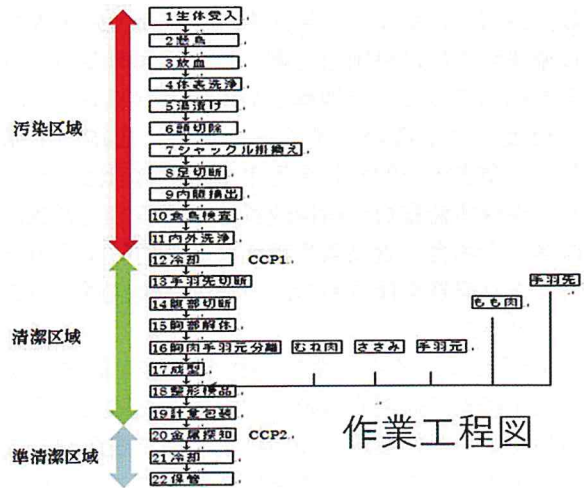 1生体受入
2懸鳥
3放血
4体表洗浄
5湯漬け
6頭切除
7シャックル掛換え
汚染区域
8足切断
9内臓摘出
10食鳥検査
11内外洗浄
12冷却 CCP1
13手羽先切断 手羽先
14腹部切断 もも肉
清潔区域
15胸部解体
16胸肉手羽元分離 むね肉 ささみ 手羽元
17成型
18整形検品
19計量包装
作業工程図
20金属探知 CCP2
準清潔区域
21冷却
22保管